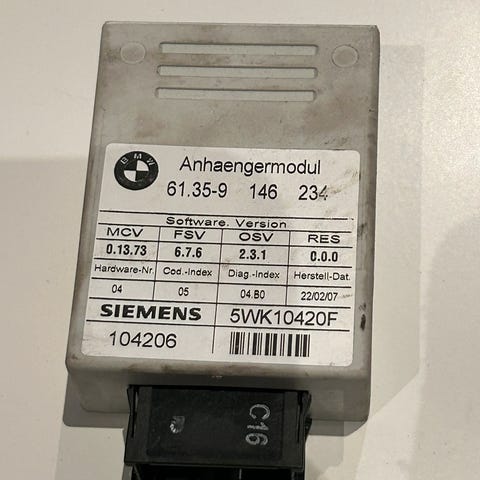 BMW
Anhaengermodul
61.35-9 146 234
Software. Version
MCV FSV OSV RES
0.13.73 6.7.6 2.3.1 0.0.0
Hardware-Nr. Cod.-Index Diag.-Index Herstell-Dat.
04 05 04.B0 22/02/07
SIEMENS 5WK10420F
104206
C16